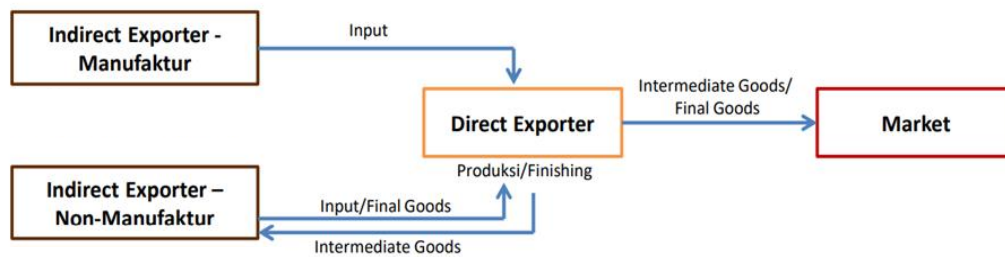 Indirect Exporter -
Manufaktur
Input
Direct Exporter
Produksi/Finishing
Intermediate Goods/
Final Goods
Market
Indirect Exporter –
Non-Manufaktur
Input/Final Goods
Intermediate Goods